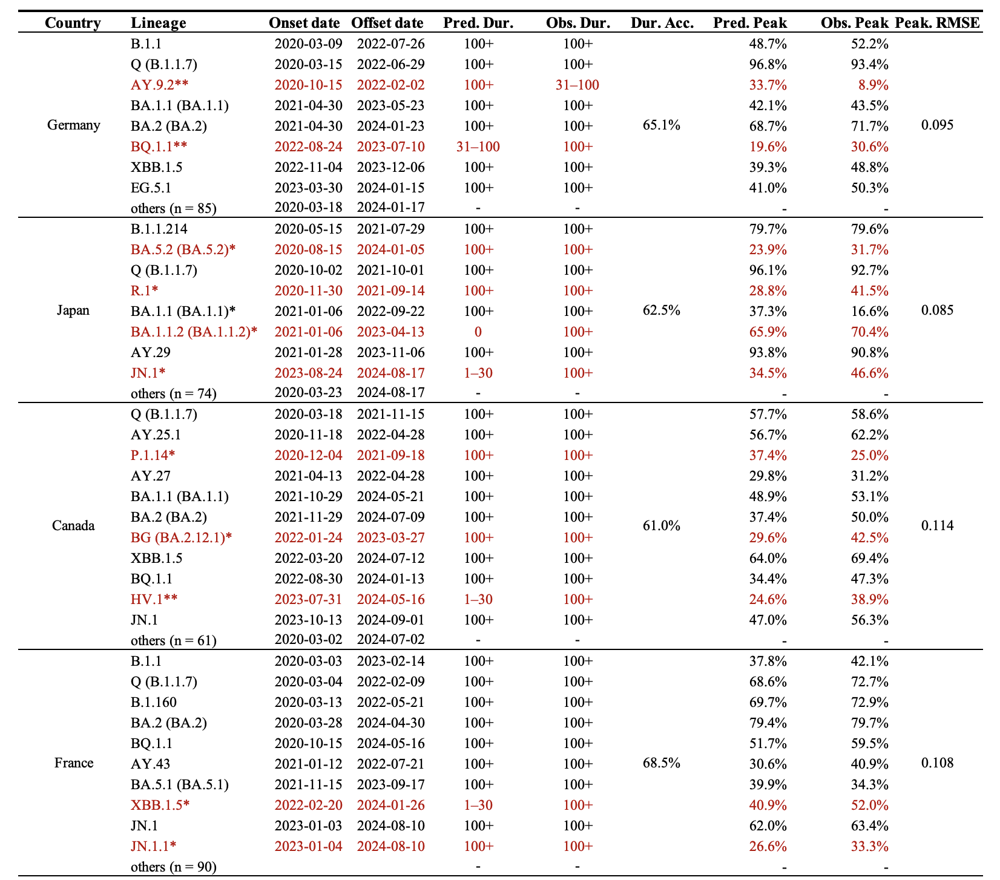 Country Lineage Onset date Offset date Pred. Dur. Obs. Dur. Dur. Acc. Pred. Peak Obs. Peak Peak. RMSE
B.1.1 2020-03-09 2022-07-26 100+ 100+ 48.7% 52.2%
Q (B.1.1.7) 2020-03-15 2022-06-29 100+ 100+ 96.8% 93.4%
AY.9.2** 2020-10-15 2022-02-02 100+ 31–100 33.7% 8.9%
BA.1.1 (BA.1.1) 2021-04-30 2023-05-23 100+ 100+ 42.1% 43.5%
Germany BA.2 (BA.2) 2021-04-30 2024-01-23 100+ 100+ 65.1% 68.7% 71.7% 0.095
BQ.1.1** 2022-08-24 2023-07-10 31–100 100+ 19.6% 30.6%
XBB.1.5 2022-11-04 2023-12-06 100+ 100+ 39.3% 48.8%
EG.5.1 2023-03-30 2024-01-15 100+ 100+ 41.0% 50.3%
others (n = 85) 2020-03-18 2024-01-17 - - - -
B.1.1.214 2020-05-15 2021-07-29 100+ 100+ 79.7% 79.6%
BA.5.2 (BA.5.2)* 2020-08-15 2024-01-05 100+ 100+ 23.9% 31.7%
Q (B.1.1.7) 2020-10-02 2021-10-01 100+ 100+ 96.1% 92.7%
R.1* 2020-11-30 2021-09-14 100+ 100+ 28.8% 41.5%
Japan BA.1.1 (BA.1.1)* 2021-01-06 2022-09-22 100+ 100+ 62.5% 37.3% 16.6% 0.085
BA.1.1.2 (BA.1.1.2)* 2021-01-06 2023-04-13 0 100+ 65.9% 70.4%
AY.29 2021-01-28 2023-11-06 100+ 100+ 93.8% 90.8%
JN.1* 2023-08-24 2024-08-17 1–30 100+ 34.5% 46.6%
others (n = 74) 2020-03-23 2024-08-17 - - - -
Q (B.1.1.7) 2020-03-18 2021-11-15 100+ 100+ 57.7% 58.6%
AY.25.1 2020-11-18 2022-04-28 100+ 100+ 56.7% 62.2%
P.1.14* 2020-12-04 2021-09-18 100+ 100+ 37.4% 25.0%
AY.27 2021-04-13 2022-04-28 100+ 100+ 29.8% 31.2%
BA.1.1 (BA.1.1) 2021-10-29 2024-05-21 100+ 100+ 48.9% 53.1%
BA.2 (BA.2) 2021-11-29 2024-07-09 100+ 100+ 37.4% 50.0%
Canada 61.0% 0.114
BG (BA.2.12.1)* 2022-01-24 2023-03-27 100+ 100+ 29.6% 42.5%
XBB.1.5 2022-03-20 2024-07-12 100+ 100+ 64.0% 69.4%
BQ.1.1 2022-08-30 2024-01-13 100+ 100+ 34.4% 47.3%
HV.1** 2023-07-31 2024-05-16 1–30 100+ 24.6% 38.9%
JN.1 2023-10-13 2024-09-01 100+ 100+ 47.0% 56.3%
others (n = 61) 2020-03-02 2024-07-02 - - - -
B.1.1 2020-03-03 2023-02-14 100+ 100+ 37.8% 42.1%
Q (B.1.1.7) 2020-03-04 2022-02-09 100+ 100+ 68.6% 72.7%
B.1.160 2020-03-13 2022-05-21 100+ 100+ 69.7% 72.9%
BA.2 (BA.2) 2020-03-28 2024-04-30 100+ 100+ 79.4% 79.7%
BQ.1.1 2020-10-15 2024-05-16 100+ 100+ 51.7% 59.5%
France AY.43 2021-01-12 2022-07-21 100+ 100+ 68.5% 30.6% 40.9% 0.108
BA.5.1 (BA.5.1) 2021-11-15 2023-09-17 100+ 100+ 39.9% 34.3%
XBB.1.5* 2022-02-20 2024-01-26 1–30 100+ 40.9% 52.0%
JN.1 2023-01-03 2024-08-10 100+ 100+ 62.0% 63.4%
JN.1.1* 2023-01-04 2024-08-10 100+ 100+ 26.6% 33.3%
others (n = 90) - - - -